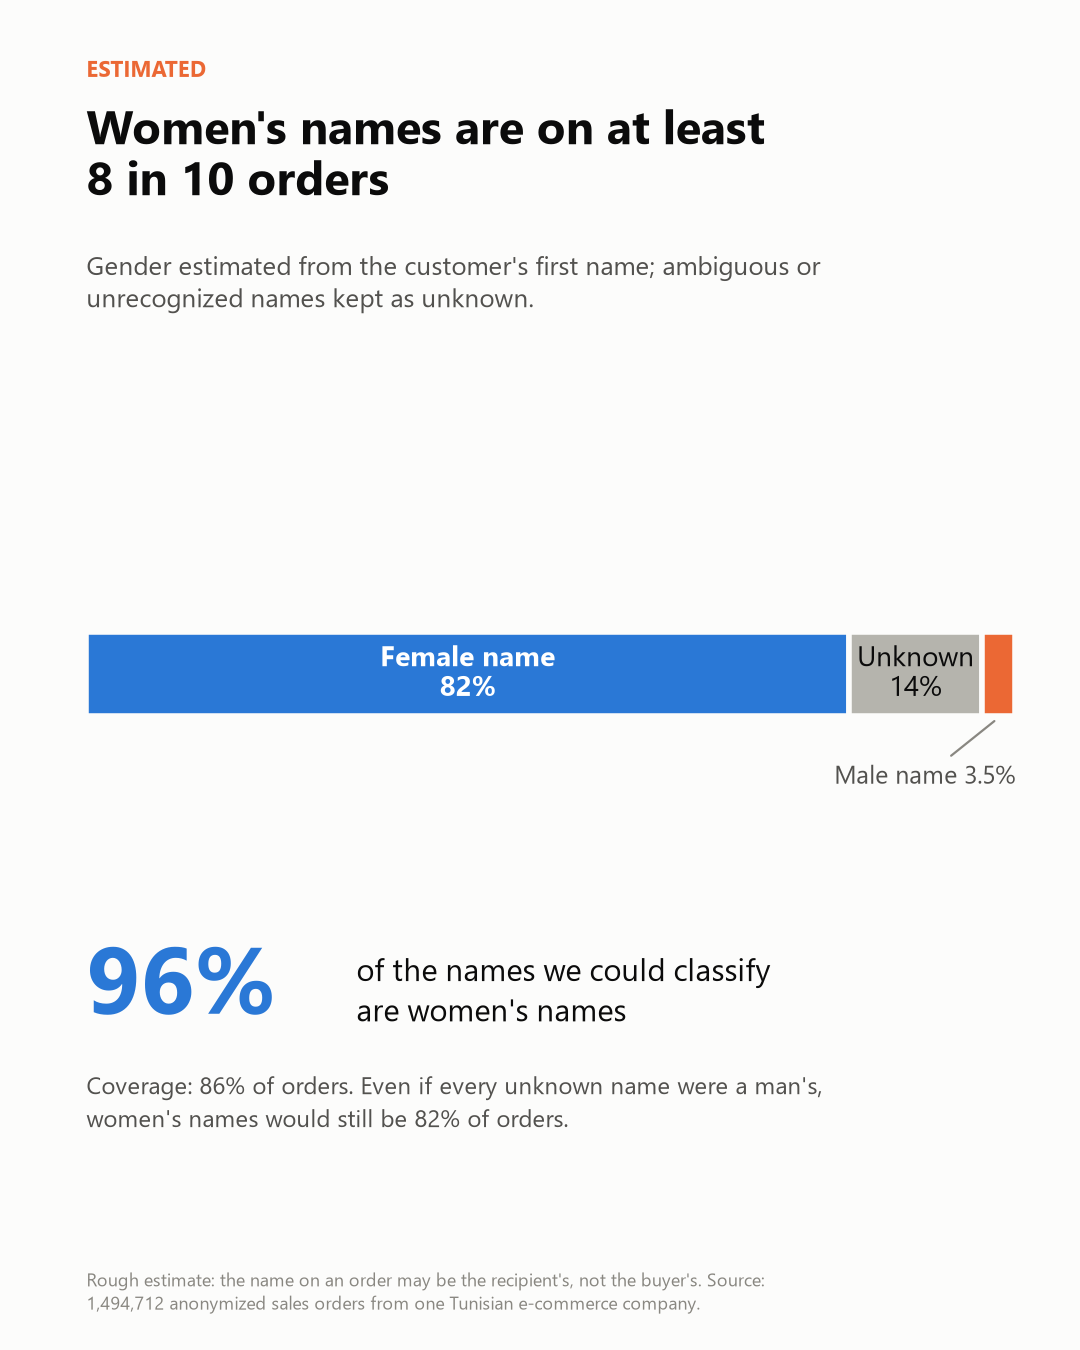 ESTIMATED
Women's names are on at least
8 in 10 orders
Gender estimated from the customer's first name; ambiguous or
unrecognized names kept as unknown.
Female name
82%
Unknown
14%
Male name 3.5%
96%
of the names we could classify
are women's names
Coverage: 86% of orders. Even if every unknown name were a man's,
women's names would still be 82% of orders.
Rough estimate: the name on an order may be the recipient's, not the buyer's. Source:
1,494,712 anonymized sales orders from one Tunisian e-commerce company.